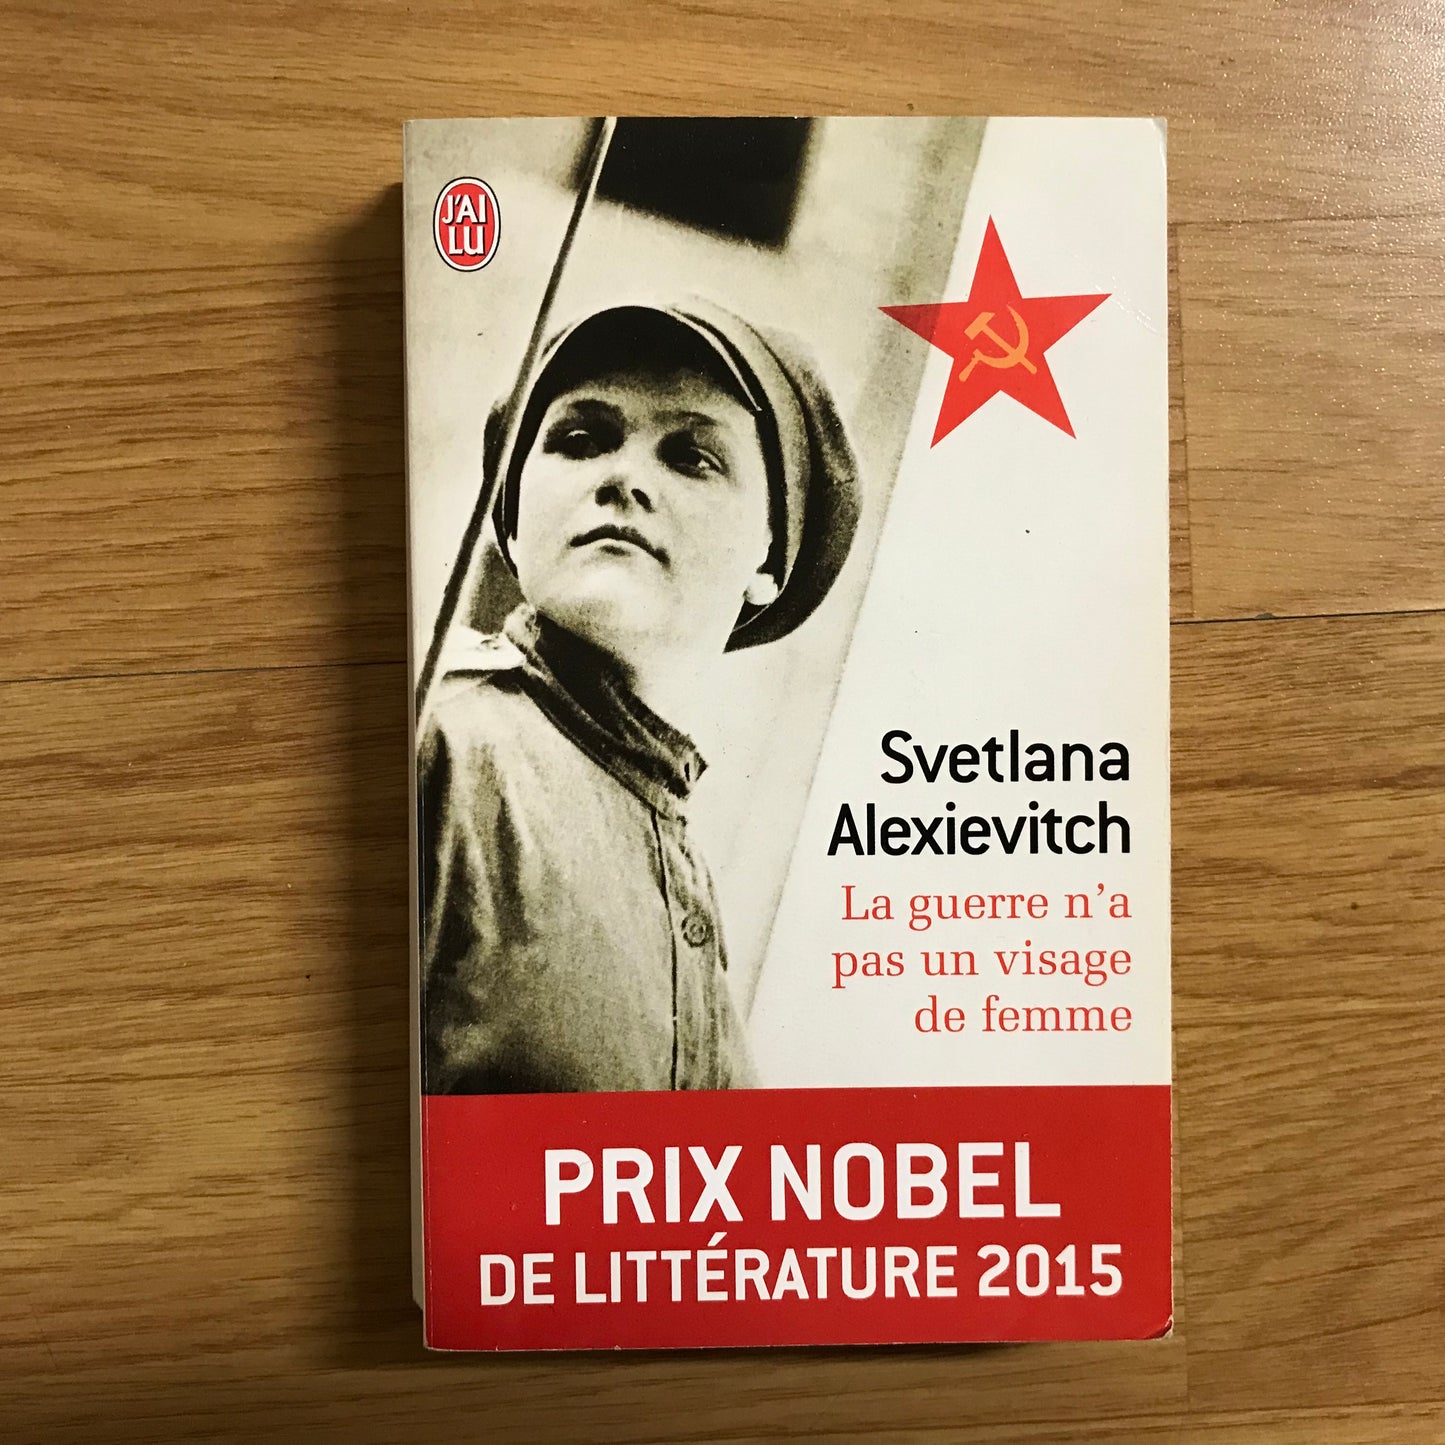 J'AI
LU
Svetlana
Alexievitch
La guerre n'a
pas un visage
de femme
PRIX NOBEL
DE LITTÉRATURE 2015